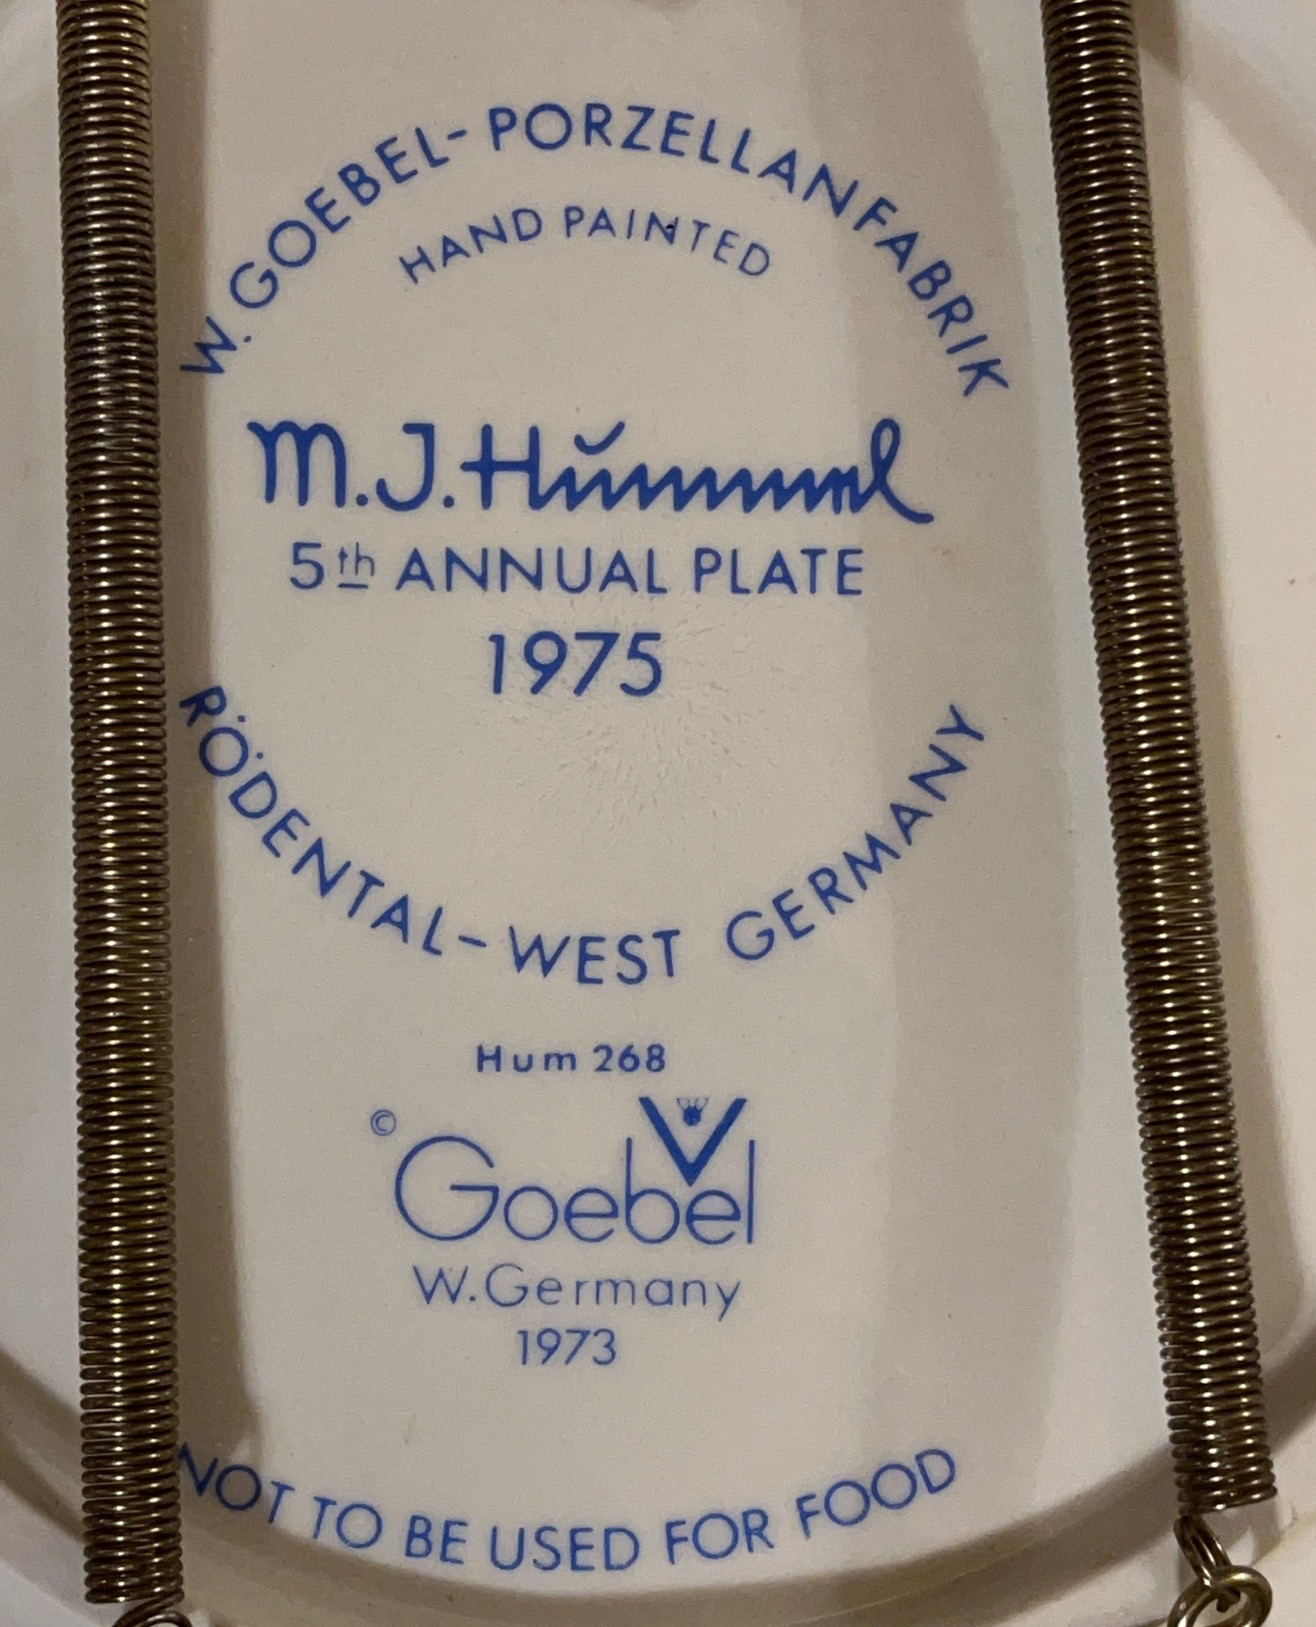 W. GOEBEL-PORZELLANFABRIK
HAND PAINTED
M.J. Hummel
5th ANNUAL PLATE
1975
RÖDENTAL-WEST GERMANY
Hum 268
©
Goebel
W.Germany
1973
NOT TO BE USED FOR FOOD